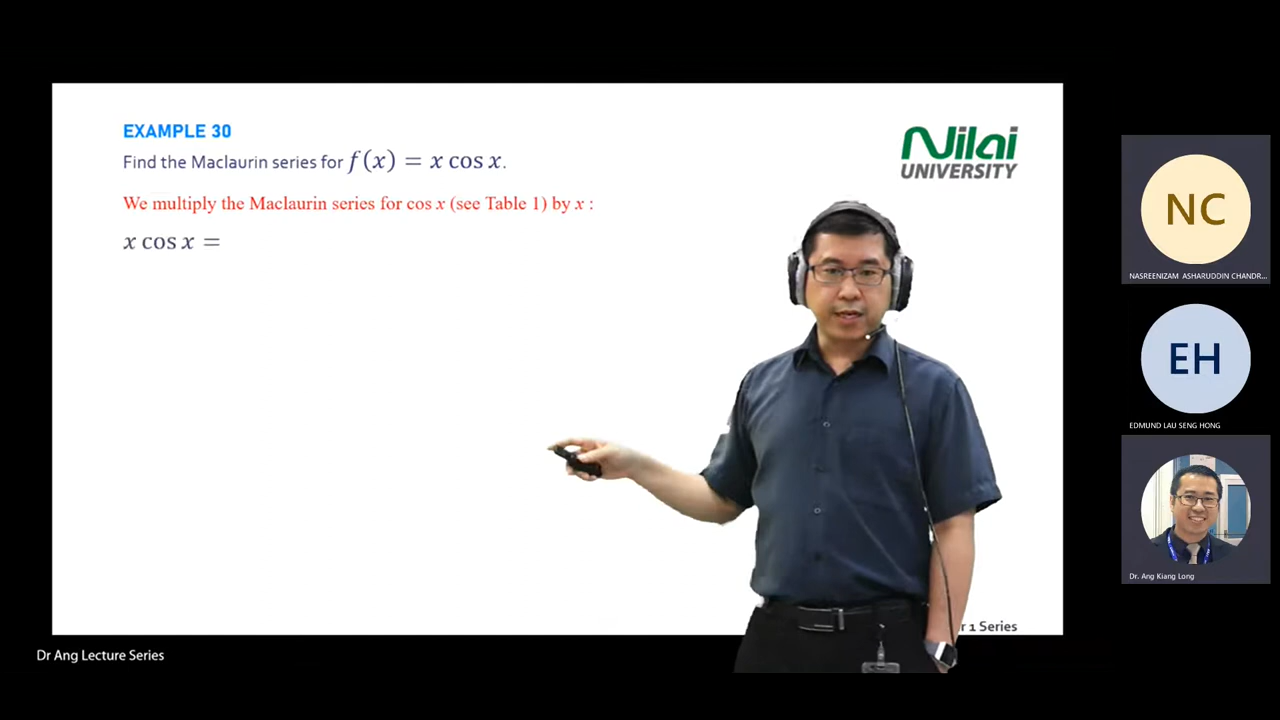 EXAMPLE 30
Find the Maclaurin series for f(x) = x cos x.
We multiply the Maclaurin series for cos x (see Table 1) by x :
x cos x =
Nilai
UNIVERSITY
NC
NASREENIZAM ASHARUDDIN CHANDR...
EH
EDMUND LAU SENG HONG
Dr. Ang Kiang Long
r 1 Series
Dr Ang Lecture Series